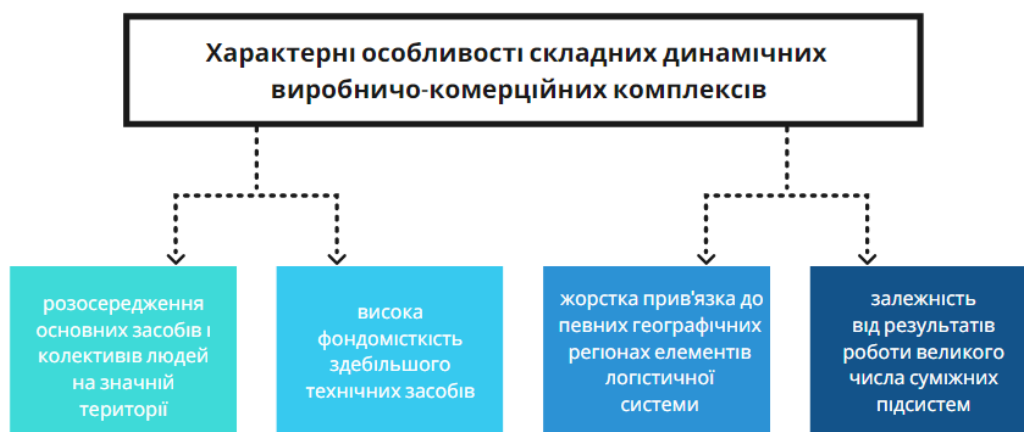 Характерні особливості складних динамічних
виробничо-комерційних комплексів
розосередження
основних засобів і
колективів людей
на значній
території
висока
фондомісткість
здебільшого
технічних засобів
жорстка прив'язка до
певних географічних
регіонах елементів
логістичної
системи
залежність
від результатів
роботи великого
числа суміжних
підсистем